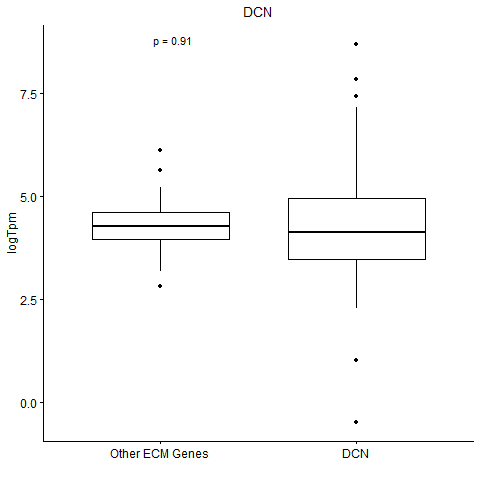 DCN
p = 0.91
7.5
5.0
2.5
0.0
logTpm
Other ECM Genes
DCN